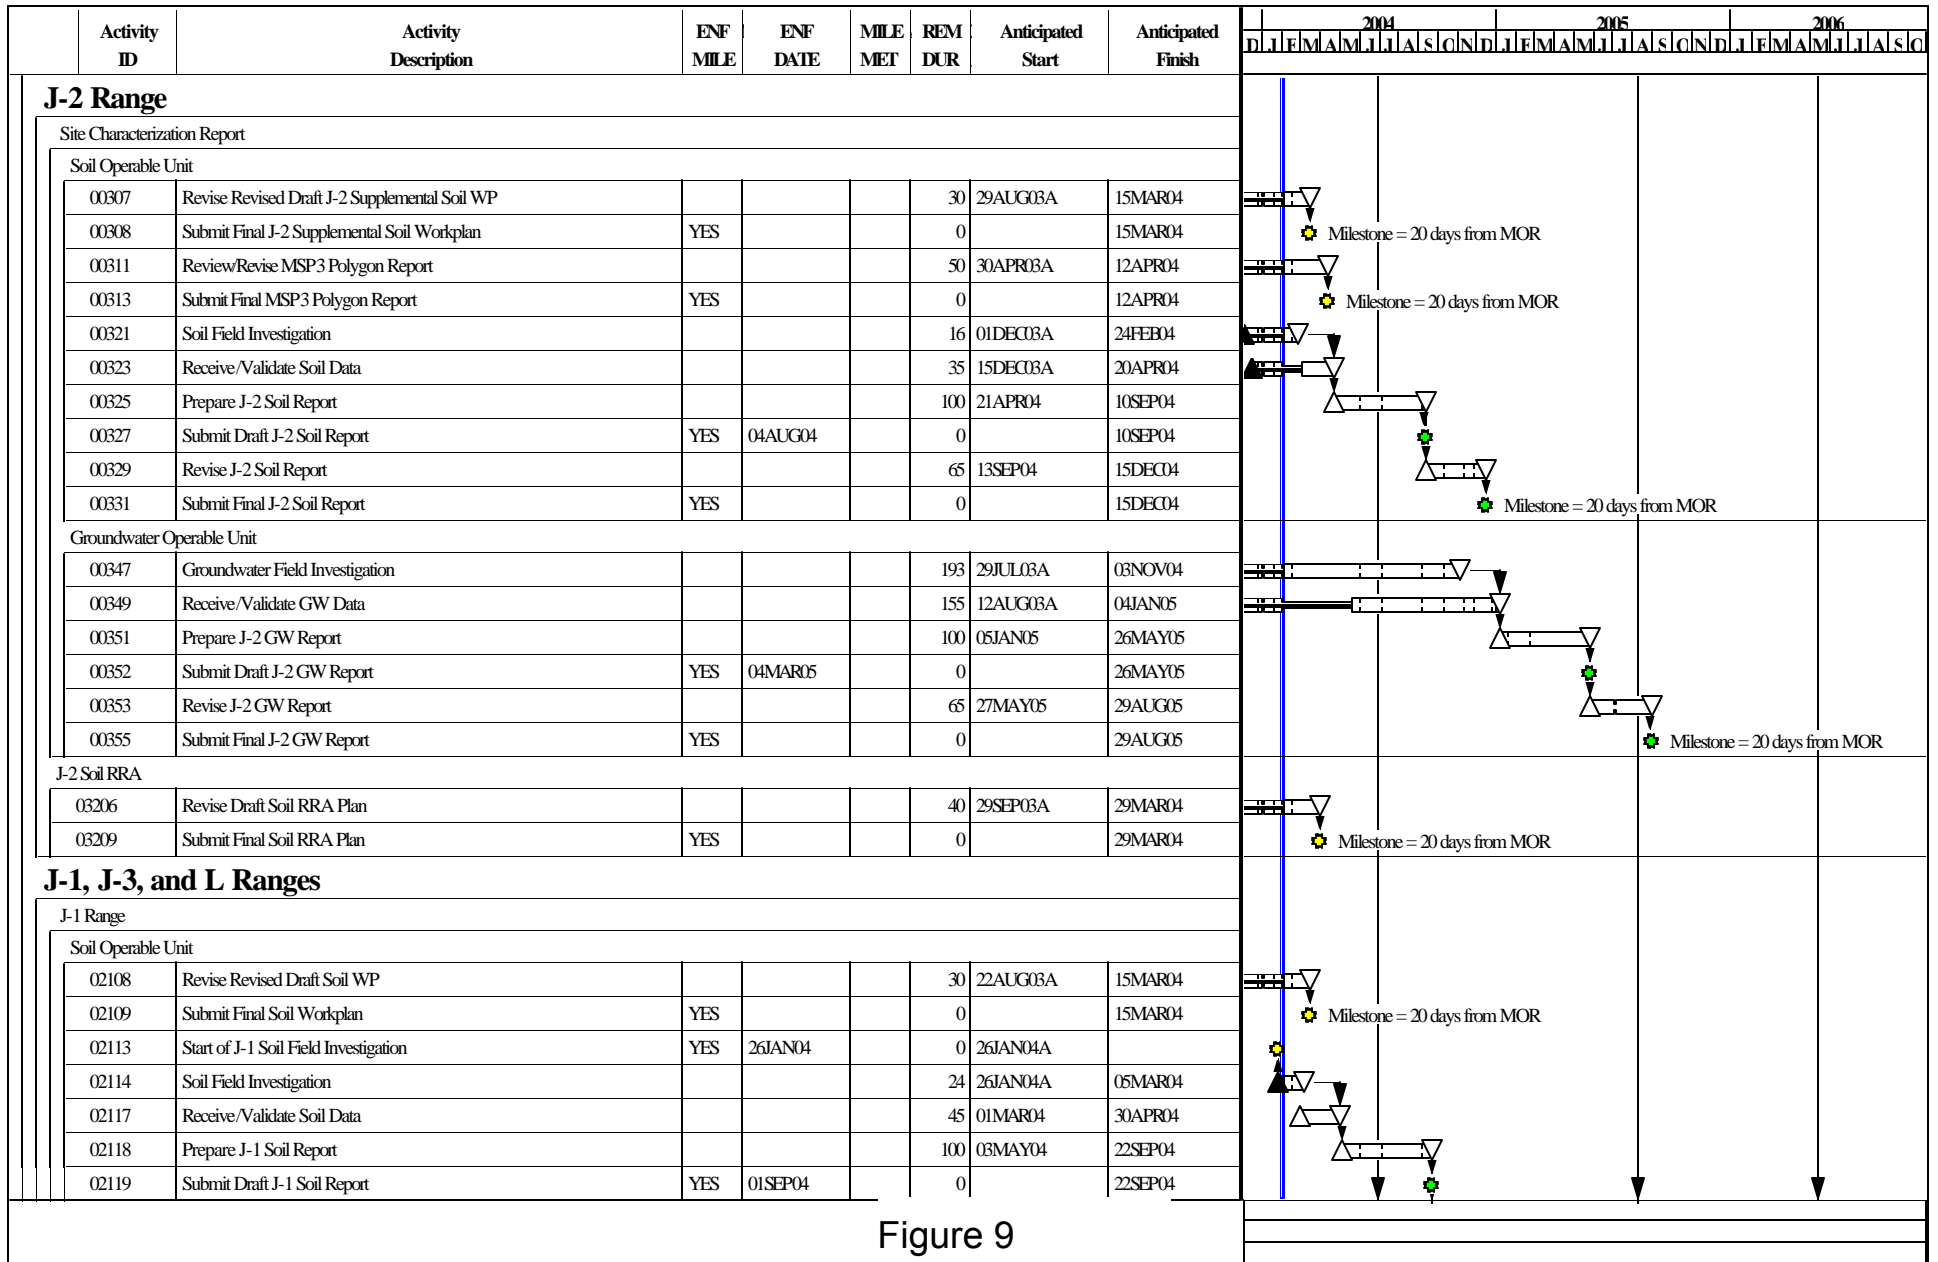 Activity ID Activity Description ENF MILE ENF DATE MILE MET REM DUR Anticipated Start Anticipated Finish
2004 2005 2006
D J F M A M J J A S O N D J F M A M J J A S O N D J F M A M J J A S O
J-2 Range
Site Characterization Report
Soil Operable Unit
00307 Revise Revised Draft J-2 Supplemental Soil WP 30 29AUG03A 15MAR04
00308 Submit Final J-2 Supplemental Soil Workplan YES 0 15MAR04 Milestone = 20 days from MOR
00311 Review/Revise MSP3 Polygon Report 50 30APR03A 12APR04
00313 Submit Final MSP3 Polygon Report YES 0 12APR04 Milestone = 20 days from MOR
00321 Soil Field Investigation 16 01DEC03A 24FEB04
00323 Receive/Validate Soil Data 35 15DEC03A 20APR04
00325 Prepare J-2 Soil Report 100 21APR04 10SEP04
00327 Submit Draft J-2 Soil Report YES 04AUG04 0 10SEP04
00329 Revise J-2 Soil Report 65 13SEP04 15DEC04
00331 Submit Final J-2 Soil Report YES 0 15DEC04 Milestone = 20 days from MOR
Groundwater Operable Unit
00347 Groundwater Field Investigation 193 29JUL03A 03NOV04
00349 Receive/Validate GW Data 155 12AUG03A 04JAN05
00351 Prepare J-2 GW Report 100 05JAN05 26MAY05
00352 Submit Draft J-2 GW Report YES 04MAR05 0 26MAY05
00353 Revise J-2 GW Report 65 27MAY05 29AUG05
00355 Submit Final J-2 GW Report YES 0 29AUG05 Milestone = 20 days from MOR
J-2 Soil RRA
03206 Revise Draft Soil RRA Plan 40 29SEP03A 29MAR04
03209 Submit Final Soil RRA Plan YES 0 29MAR04 Milestone = 20 days from MOR
J-1, J-3, and L Ranges
J-1 Range
Soil Operable Unit
02108 Revise Revised Draft Soil WP 30 22AUG03A 15MAR04
02109 Submit Final Soil Workplan YES 0 15MAR04 Milestone = 20 days from MOR
02113 Start of J-1 Soil Field Investigation YES 26JAN04 0 26JAN04A
02114 Soil Field Investigation 24 26JAN04A 05MAR04
02117 Receive/Validate Soil Data 45 01MAR04 30APR04
02118 Prepare J-1 Soil Report 100 03MAY04 22SEP04
02119 Submit Draft J-1 Soil Report YES 01SEP04 0 22SEP04
Figure 9